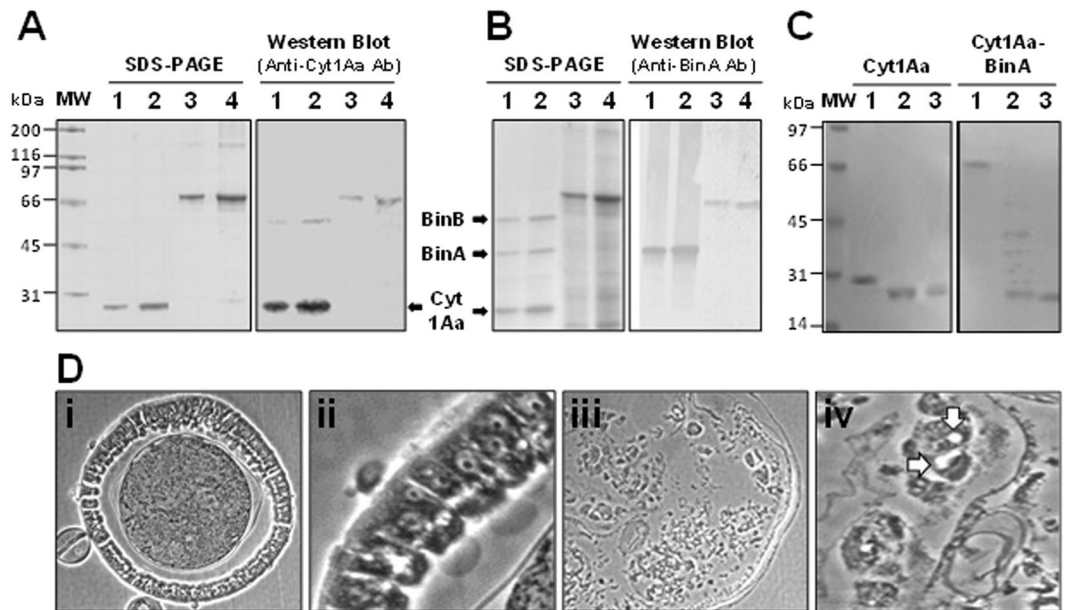 A
Western Blot
SDS-PAGE (Anti-Cyt1Aa Ab)
kDa MW 1 2 3 4 1 2 3 4
200
116
97
66
45
31
B
Western Blot
SDS-PAGE (Anti-BinA Ab)
1 2 3 4 1 2 3 4
BinB
BinA
Cyt
1Aa
C
Cyt1Aa-
Cyt1Aa BinA
kDa MW 1 2 3 1 2 3
97
66
45
31
14
D
i ii iii iv